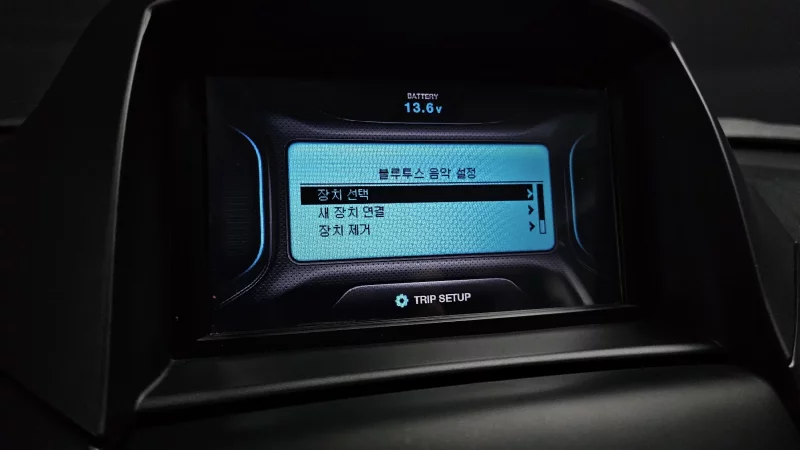 BATTERY
13.6v
블루투스 음악 설정
장치 선택
새 장치 연결
장치 제거
TRIP SETUP